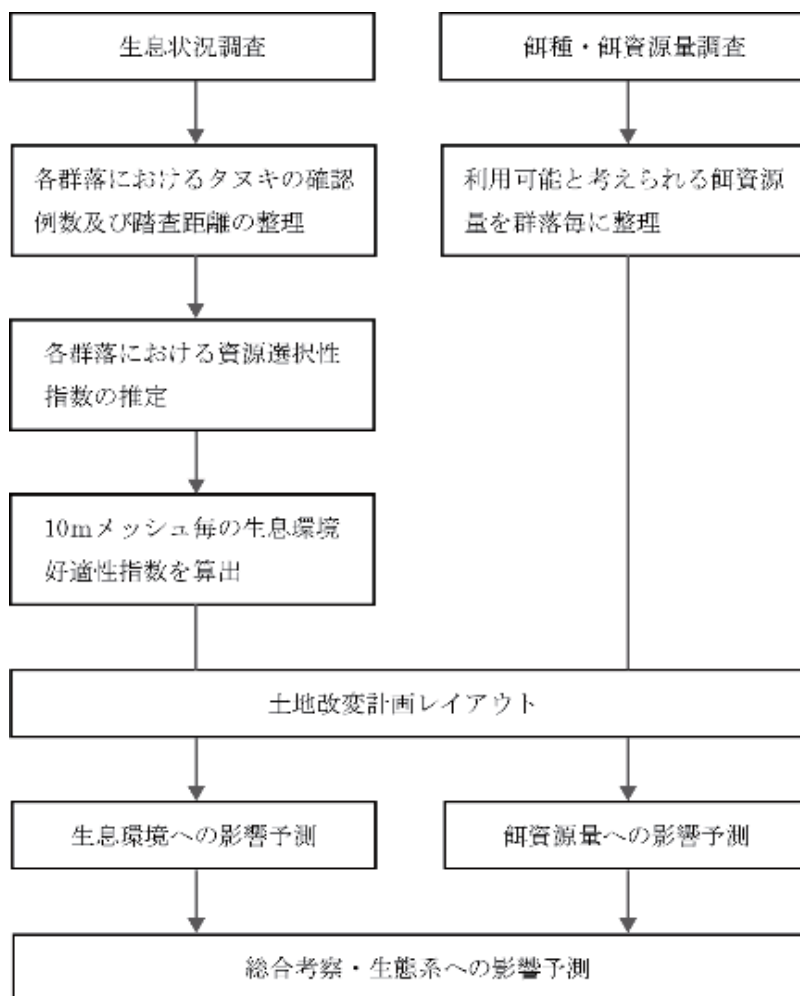 生息状況調査
餌種・餌資源量調査
各群落におけるタヌキの確認
例数及び踏査距離の整理
利用可能と考えられる餌資源
量を群落毎に整理
各群落における資源選択性
指数の推定
10mメッシュ毎の生息環境
好適性指数を算出
土地改変計画レイアウト
生息環境への影響予測
餌資源量への影響予測
総合考察・生態系への影響予測